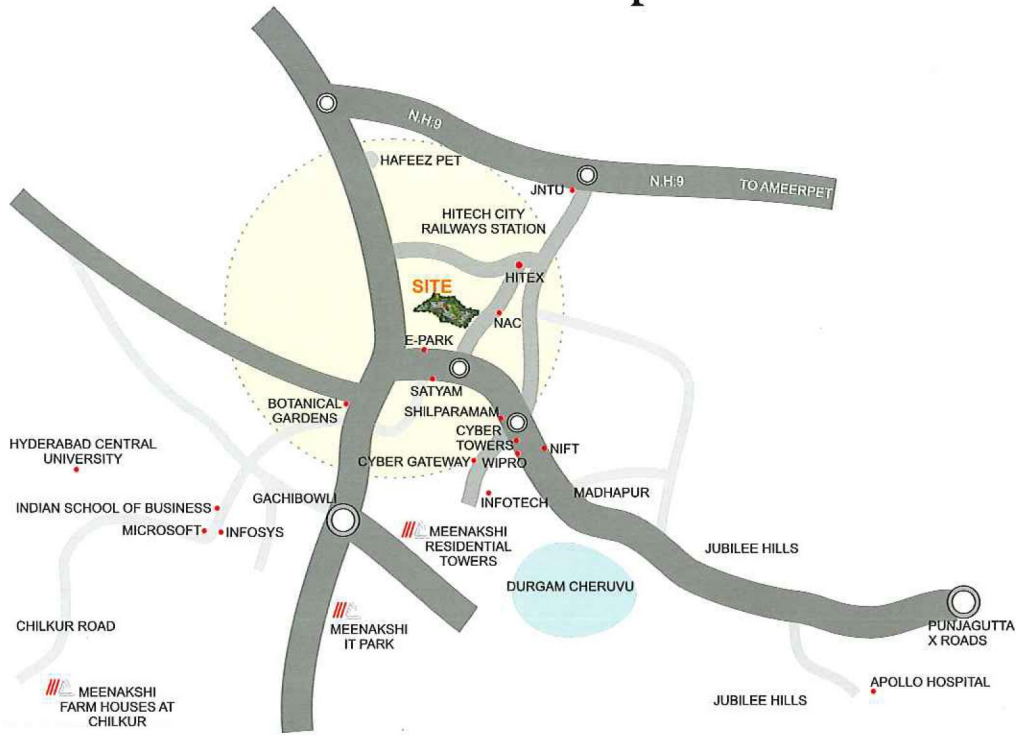 N.H:9
HAFEEZ PET
N.H:9
TO AMEERPET
JNTU
HITECH CITY
RAILWAYS STATION
HITEX
SITE
NAC
E-PARK
SATYAM
BOTANICAL
GARDENS
SHILPARAMAM
CYBER
TOWERS
NIFT
CYBER GATEWAY
WIPRO
HYDERABAD CENTRAL
UNIVERSITY
INFOTECH
MADHAPUR
GACHIBOWLI
INDIAN SCHOOL OF BUSINESS
MICROSOFT
INFOSYS
MEENAKSHI
RESIDENTIAL
TOWERS
JUBILEE HILLS
DURGAM CHERUVU
CHILKUR ROAD
MEENAKSHI
IT PARK
PUNJAGUTTA
X ROADS
APOLLO HOSPITAL
MEENAKSHI
FARM HOUSES AT
CHILKUR
JUBILEE HILLS